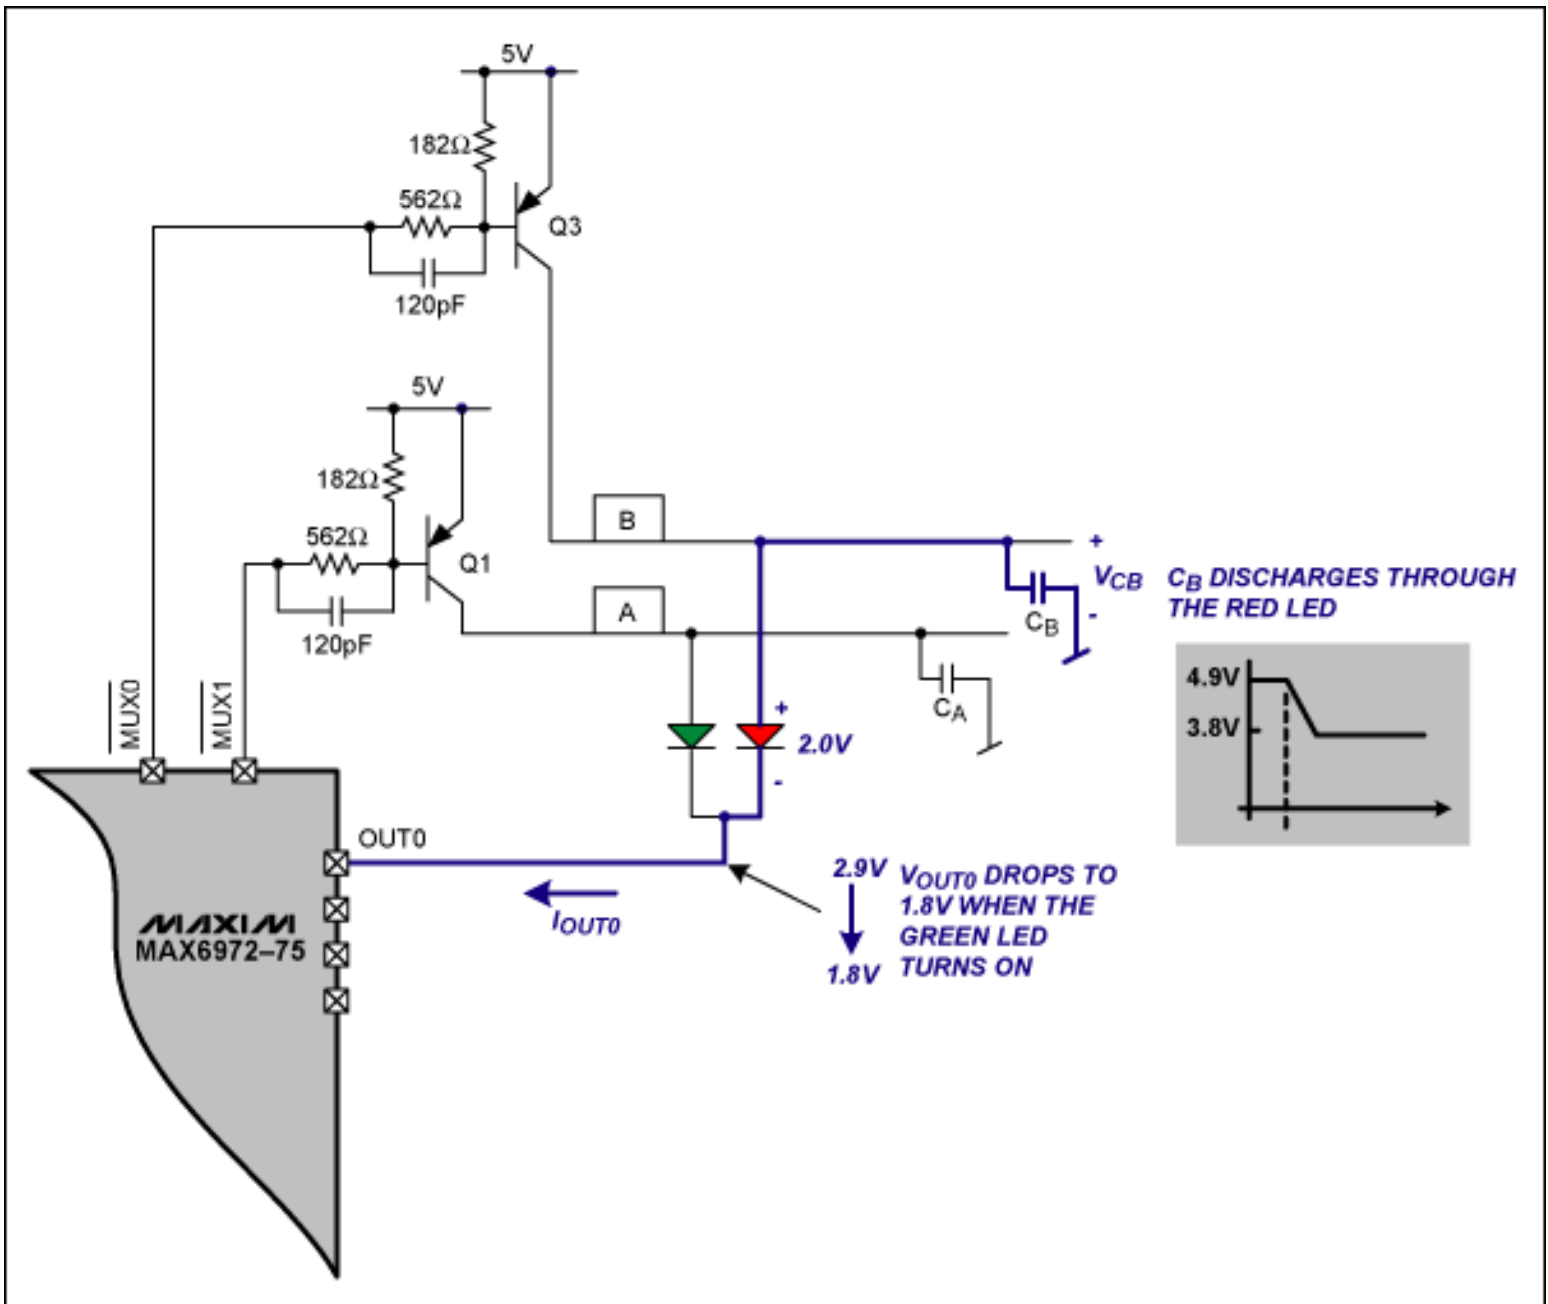 5V
182Ω
562Ω
Q3
120pF
5V
182Ω
562Ω
Q1
120pF
B
A
+
VCB
-
CB
CB DISCHARGES THROUGH
THE RED LED
4.9V
3.8V
CA
+
2.0V
-
MUX0
MUX1
OUT0
IOUT0
2.9V
1.8V
VOUT0 DROPS TO
1.8V WHEN THE
GREEN LED
TURNS ON
MAXIM
MAX6972–75